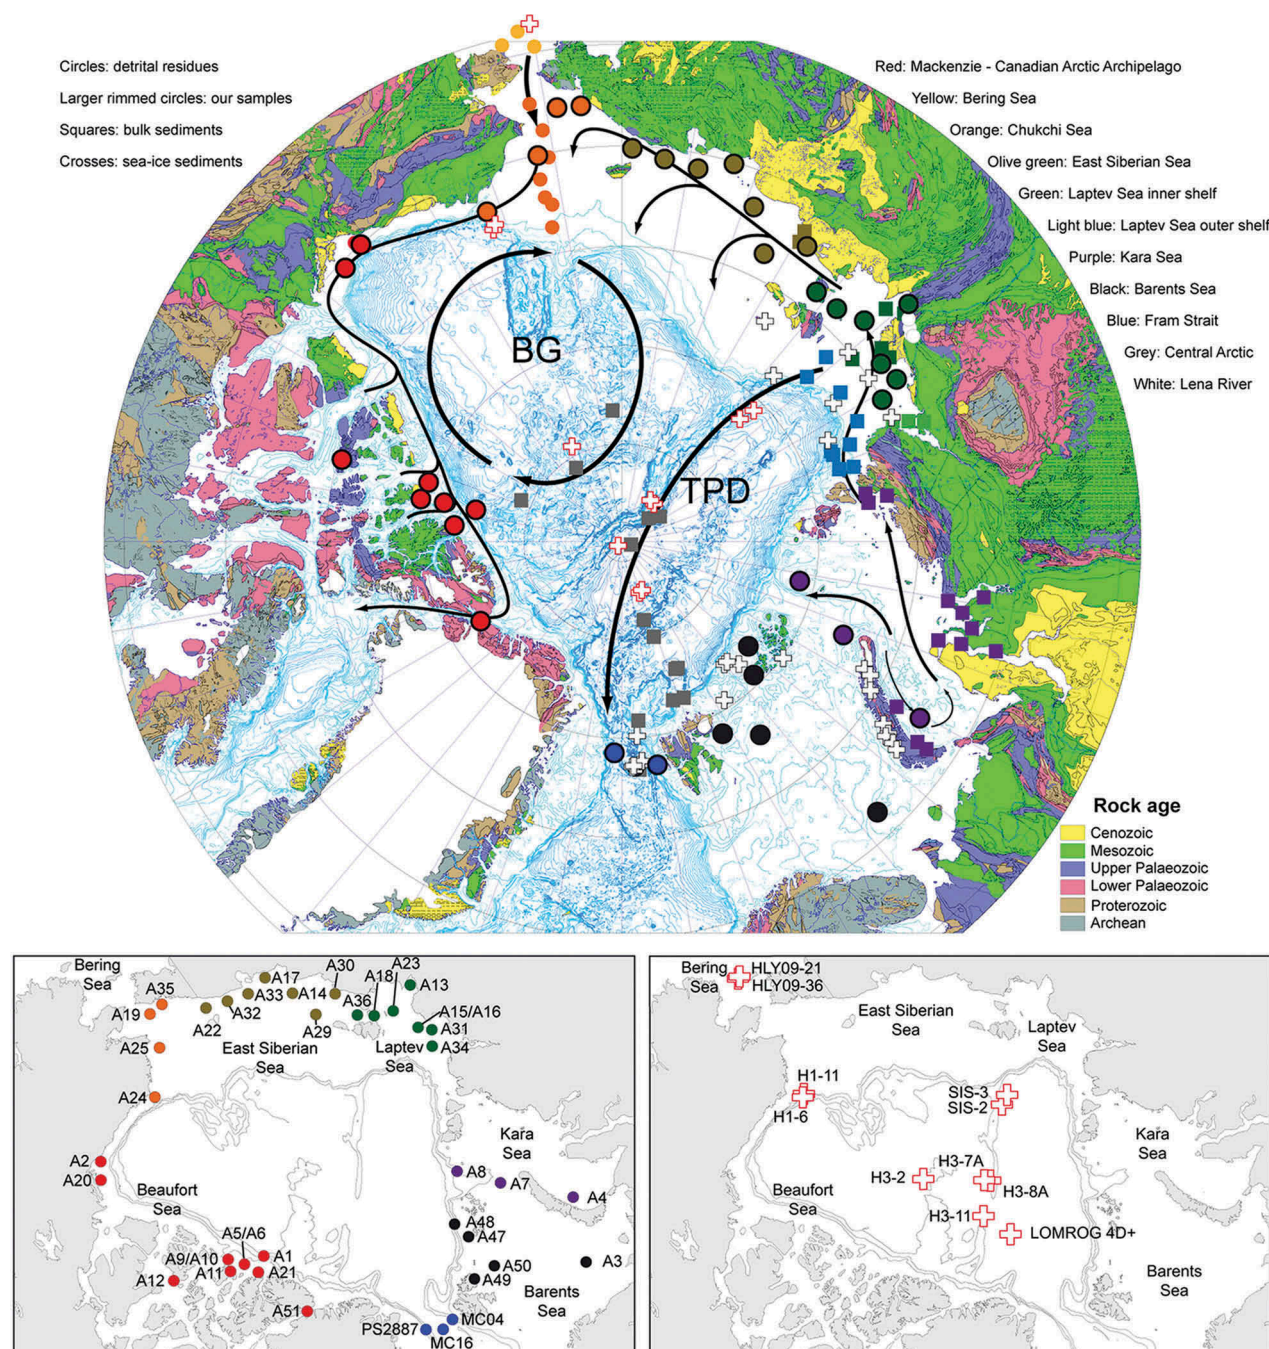 Circles: detrital residues
Larger rimmed circles: our samples
Squares: bulk sediments
Crosses: sea-ice sediments
Red: Mackenzie - Canadian Arctic Archipelago
Yellow: Bering Sea
Orange: Chukchi Sea
Olive green: East Siberian Sea
Green: Laptev Sea inner shelf
Light blue: Laptev Sea outer shelf
Purple: Kara Sea
Black: Barents Sea
Blue: Fram Strait
Grey: Central Arctic
White: Lena River
BG
TPD
Rock age
Cenozoic
Mesozoic
Upper Palaeozoic
Lower Palaeozoic
Proterozoic
Archean
Bering
Sea
A35
A19
A25
A24
A22
A32
A33
A17
A14
A29
A30
A36
A18
A23
A13
A15/A16
A31
A34
East Siberian
Sea
Laptev
Sea
Kara
Sea
A2
A20
Beaufort
Sea
A8
A7
A4
A48
A47
A5/A6
A9/A10
A1
A11
A21
A12
A51
A50
A49
A3
Barents
Sea
MC04
PS2887
MC16
Bering
Sea
HLY09-21
HLY09-36
East Siberian
Sea
Laptev
Sea
H1-11
H1-6
SIS-3
SIS-2
Kara
Sea
H3-7A
H3-2
H3-8A
Beaufort
Sea
H3-11
LOMROG 4D+
Barents
Sea